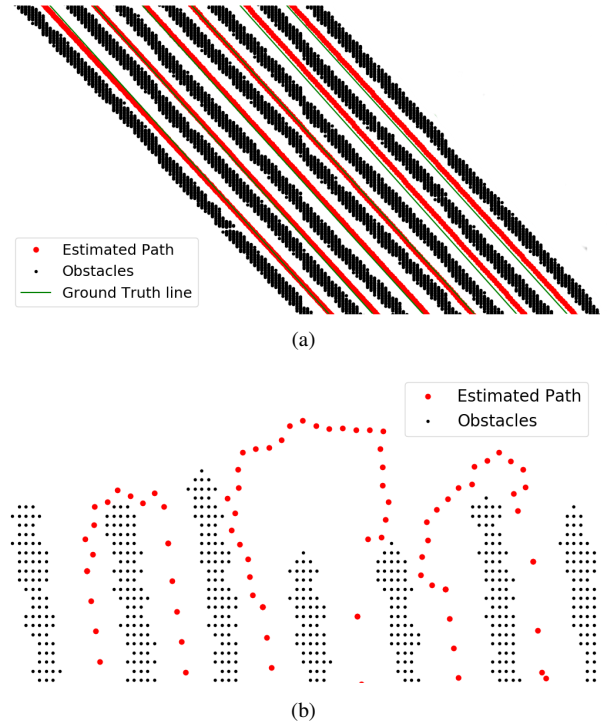 Estimated Path
Obstacles
Ground Truth line
(a)
Estimated Path
Obstacles
(b)